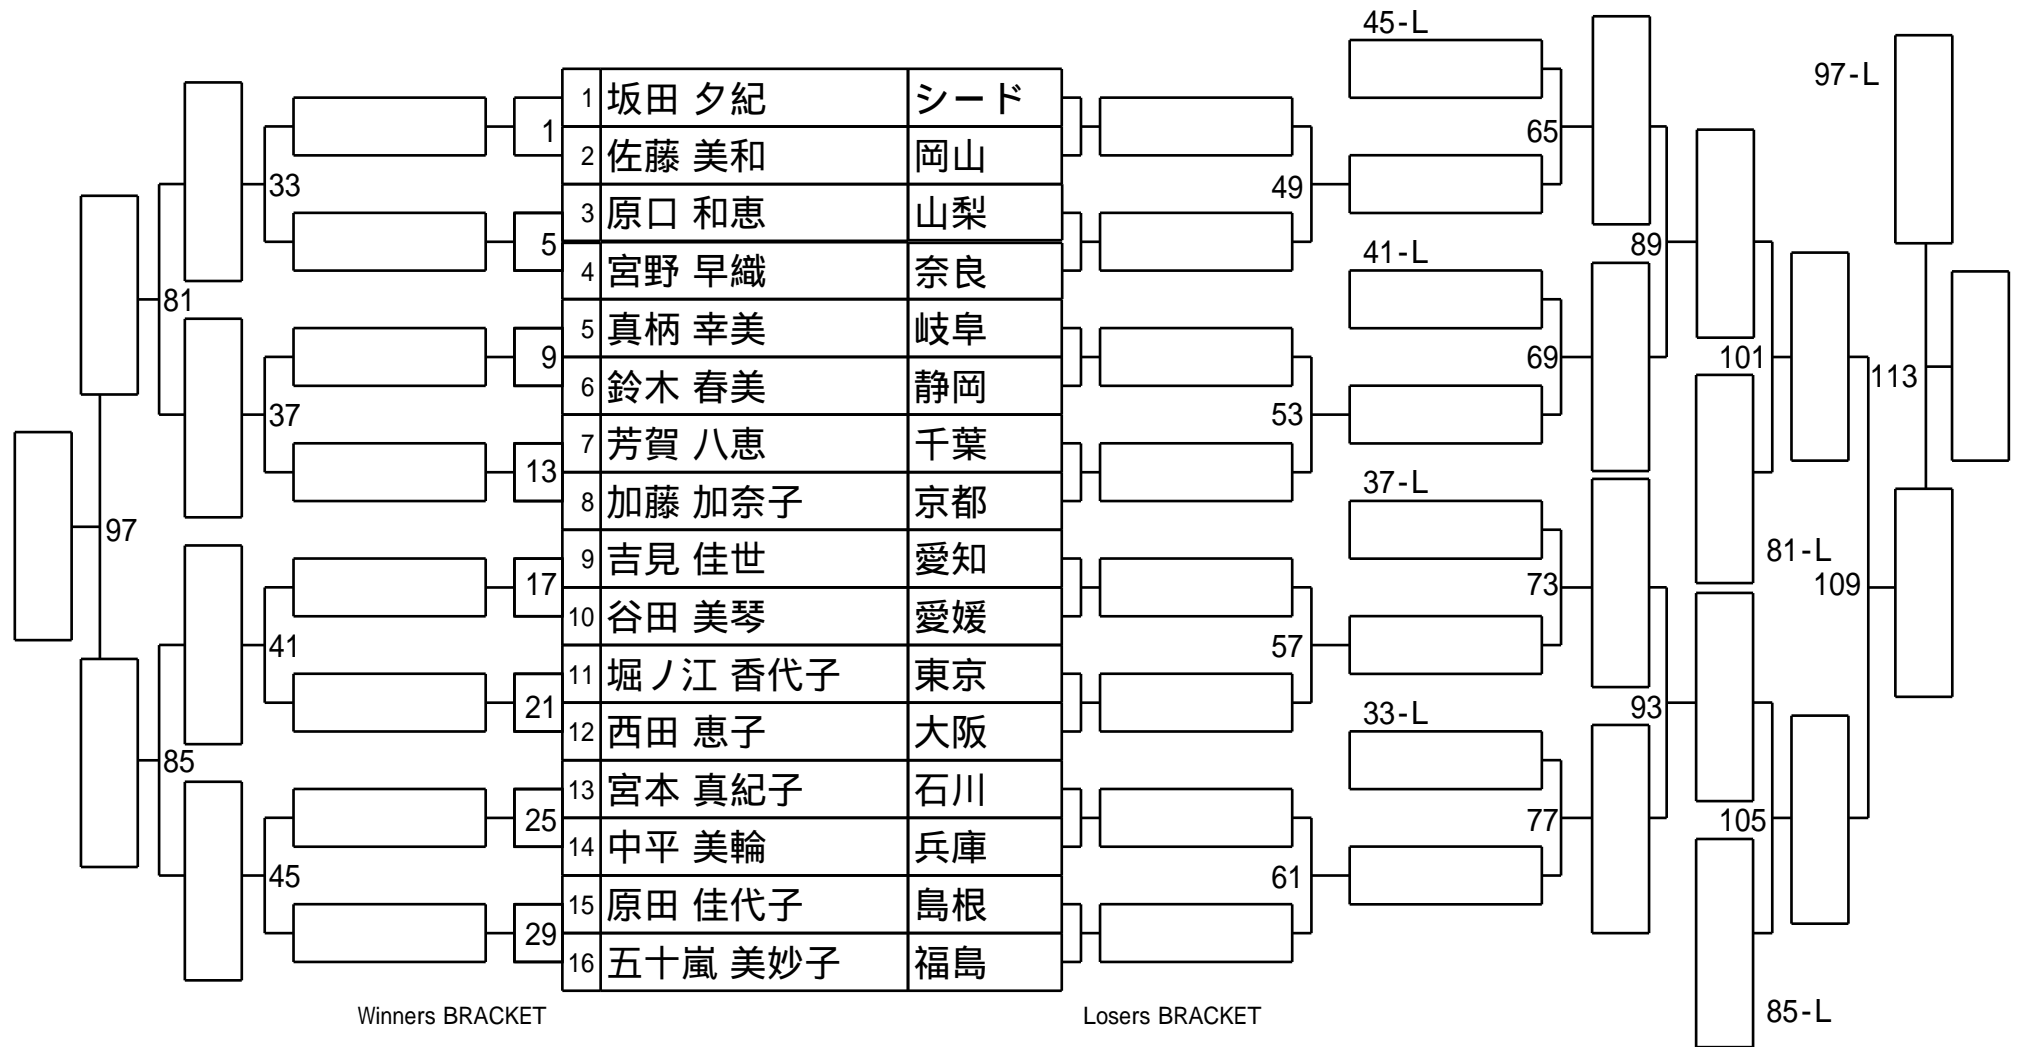 45-L
97-L
1 坂田 夕紀 シード
1
65
2 佐藤 美和 岡山
33
49
3 原口 和恵 山梨
5
89
41-L
4 宮野 早織 奈良
81
5 真柄 幸美 岐阜
9
69
101
113
6 鈴木 春美 静岡
37
53
7 芳賀 八恵 千葉
13
37-L
8 加藤 加奈子 京都
97
81-L
9 吉見 佳世 愛知
17
73
109
10 谷田 美琴 愛媛
41
57
11 堀ノ江 香代子 東京
21
33-L
93
12 西田 恵子 大阪
85
13 宮本 真紀子 石川
25
77
105
14 中平 美輪 兵庫
45
61
15 原田 佳代子 島根
29
16 五十嵐 美妙子 福島
Winners BRACKET
Losers BRACKET
85-L